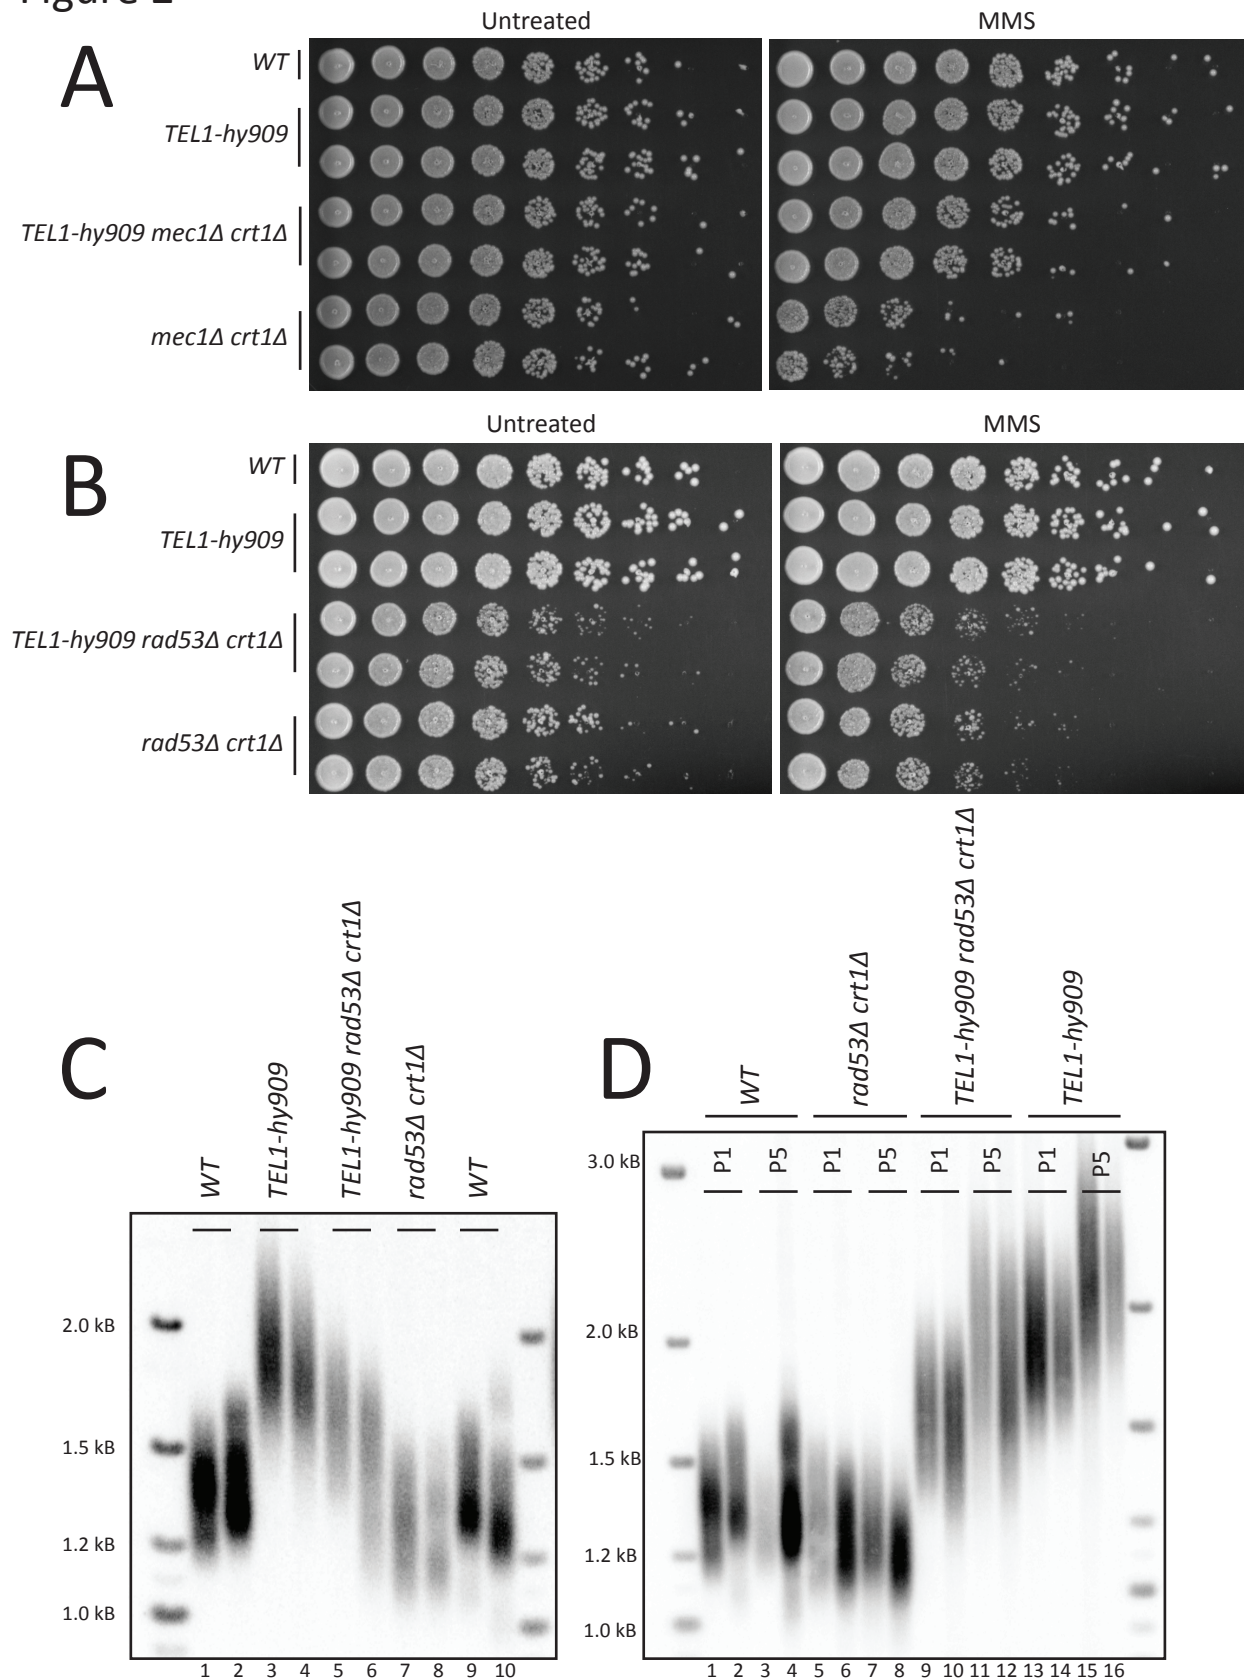 A
Untreated
MMS
WT
TEL1-hy909
TEL1-hy909 mec1Δ crt1Δ
mec1Δ crt1Δ
B
Untreated
MMS
WT
TEL1-hy909
TEL1-hy909 rad53Δ crt1Δ
rad53Δ crt1Δ
C
WT
TEL1-hy909
TEL1-hy909 rad53Δ crt1Δ
rad53Δ crt1Δ
WT
2.0 kB
1.5 kB
1.2 kB
1.0 kB
1 2 3 4 5 6 7 8 9 10
D
WT
rad53Δ crt1Δ
TEL1-hy909 rad53Δ crt1Δ
TEL1-hy909
P1 P5 P1 P5 P1 P5 P1 P5
3.0 kB
2.0 kB
1.5 kB
1.2 kB
1.0 kB
1 2 3 4 5 6 7 8 9 10 11 12 13 14 15 16